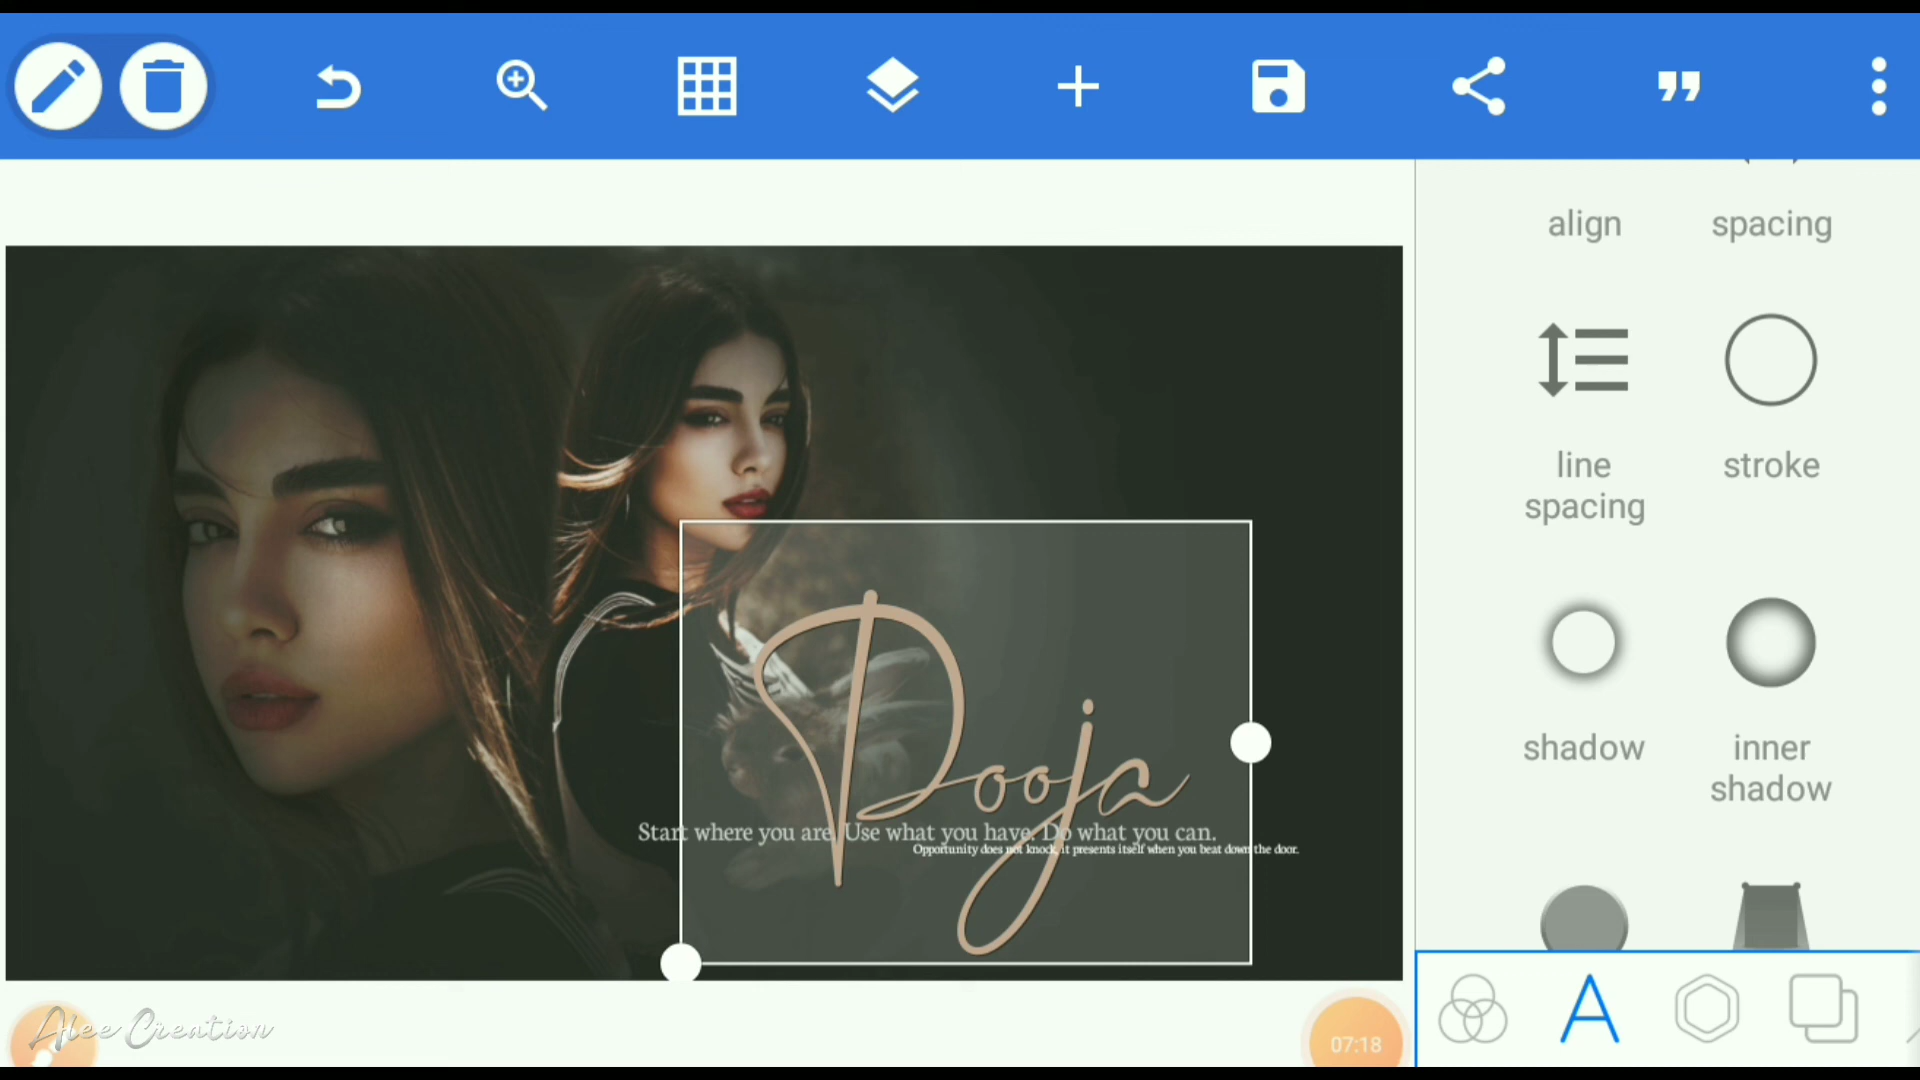 align
spacing
line
spacing
stroke
shadow
inner
shadow
Dooja
Start where you are. Use what you have. Do what you can.
Opportunity does not knock, it presents itself when you beat down the door.
Alee Creation
07:18